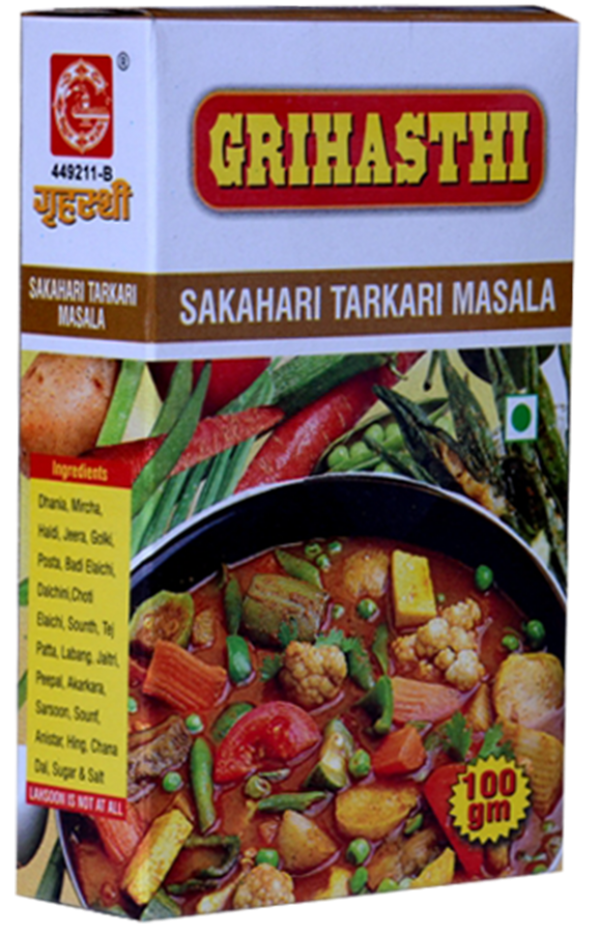 ®
449211-B
गृहस्थी
SAKAHARI TARKARI
MASALA
Ingredients
Dhania, Mircha,
Haldi, Jeera, Golki,
Posta, Badi Elaichi,
Dalchini,Choti
Elaichi, Sounth, Tej
Patta, Labang, Jaitri,
Peepal, Akarkara,
Sarsoon, Sounf,
Anistar, Hing, Chana
Dal, Sugar & Salt
LAHSOON IS NOT AT ALL
GRIHASTHI
SAKAHARI TARKARI MASALA
100
gm